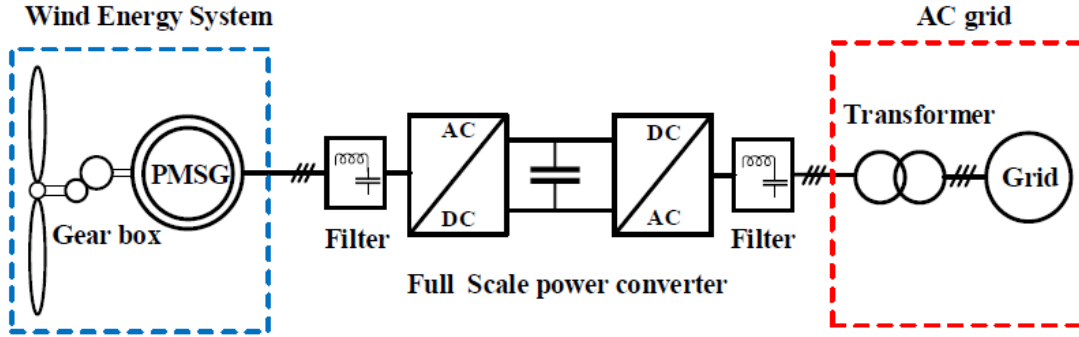 Wind Energy System
AC grid
Transformer
AC
DC
DC
AC
PMSG
Grid
Gear box
Filter
Filter
Full Scale power converter